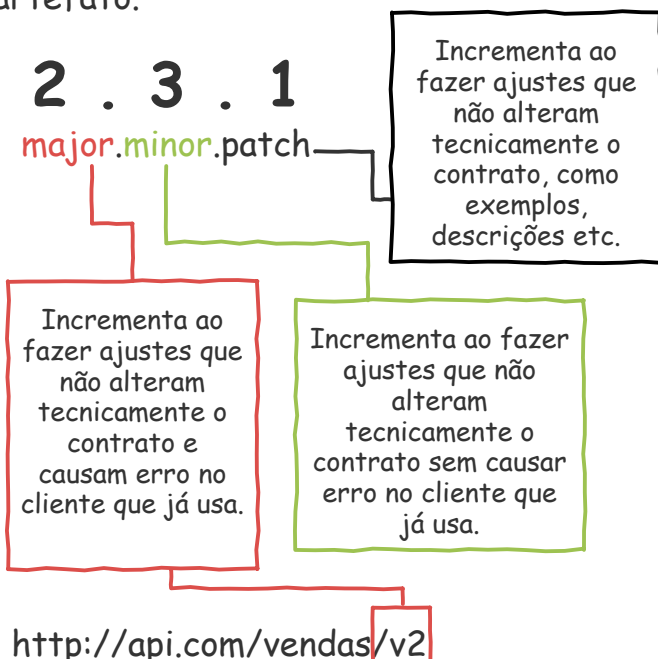 artefato.
2 . 3 . 1
major.minor.patch
Incrementa ao
fazer ajustes que
não alteram
tecnicamente o
contrato, como
exemplos,
descrições etc.
Incrementa ao
fazer ajustes que
não alteram
tecnicamente o
contrato e
causam erro no
cliente que já usa.
Incrementa ao fazer
ajustes que não
alteram
tecnicamente o
contrato sem causar
erro no cliente que
já usa.
http://api.com/vendas/v2